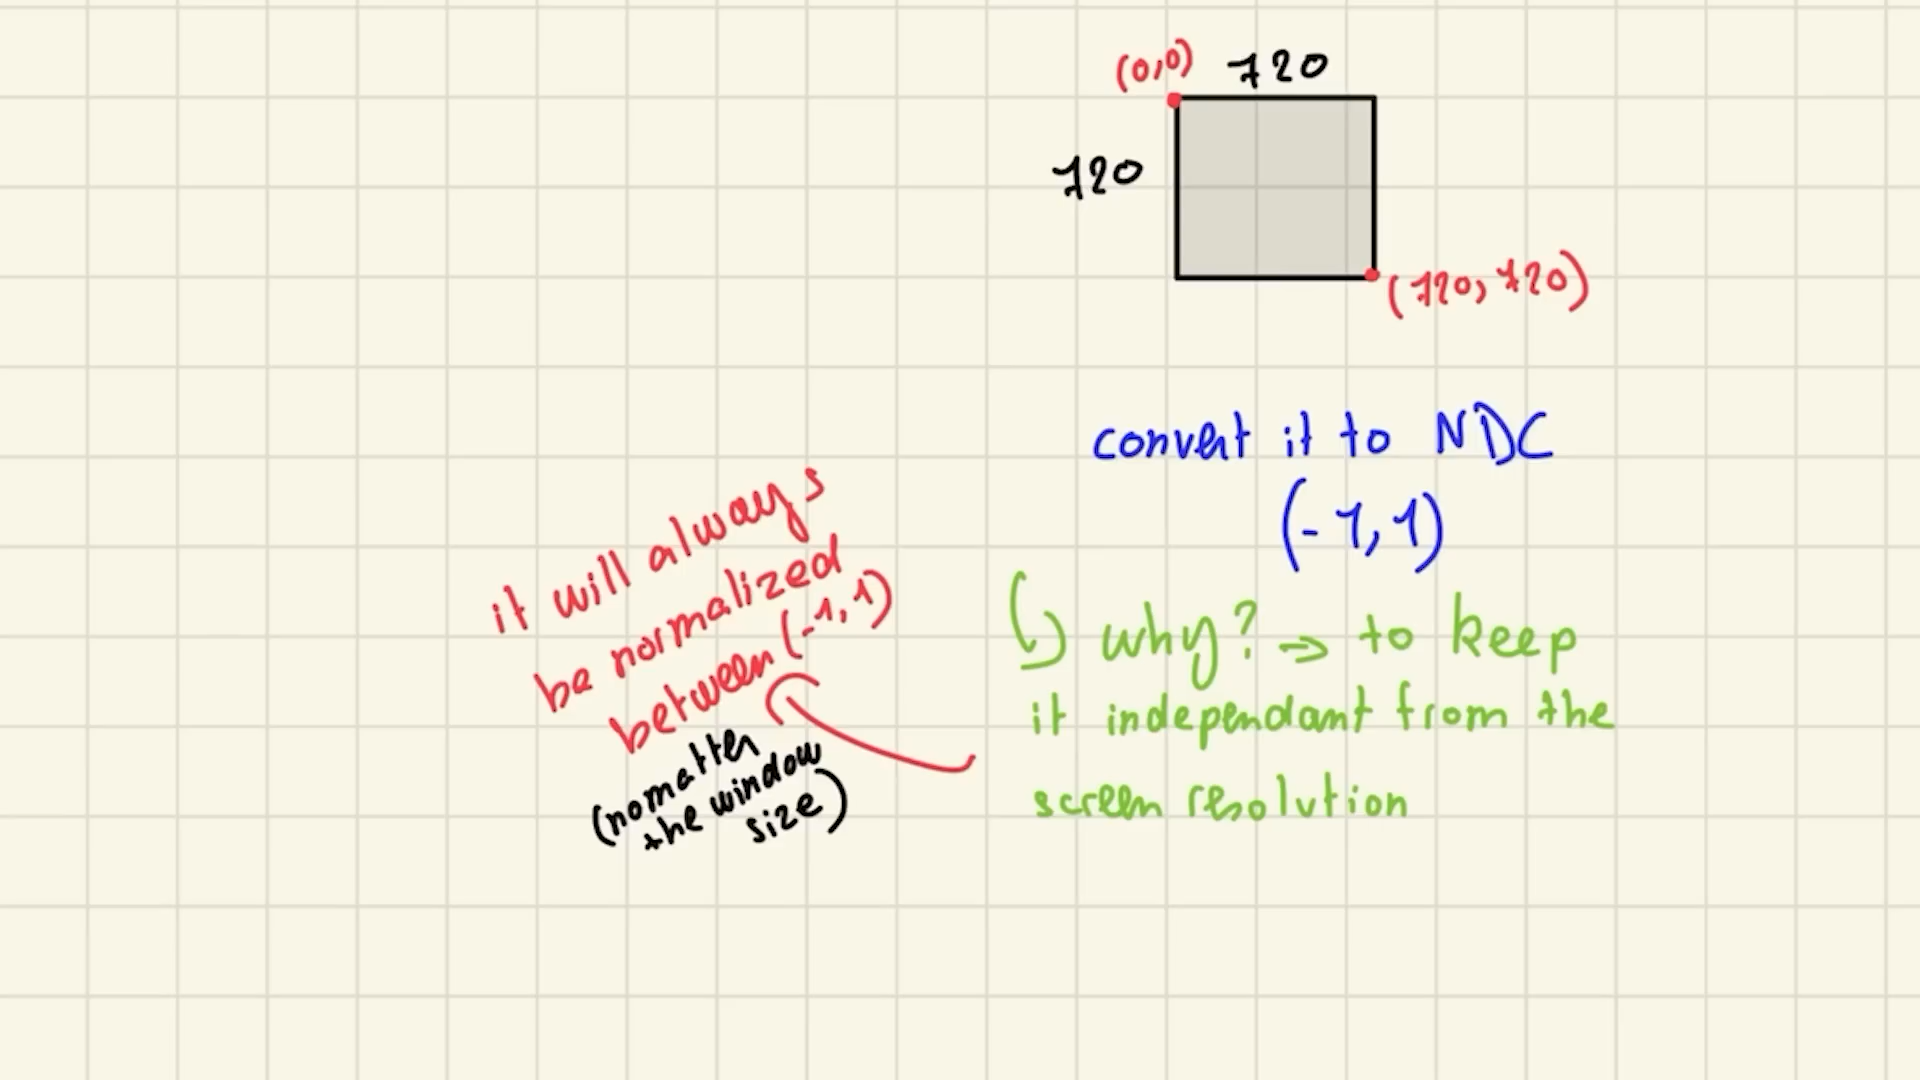 (0,0) 720
720
(720, 720)
convert it to NDC
(-1, 1)
why? → to keep
it independant from the
screen resolution
it will always
be normalized
between (-1, 1)
(nomatter
the window
size)